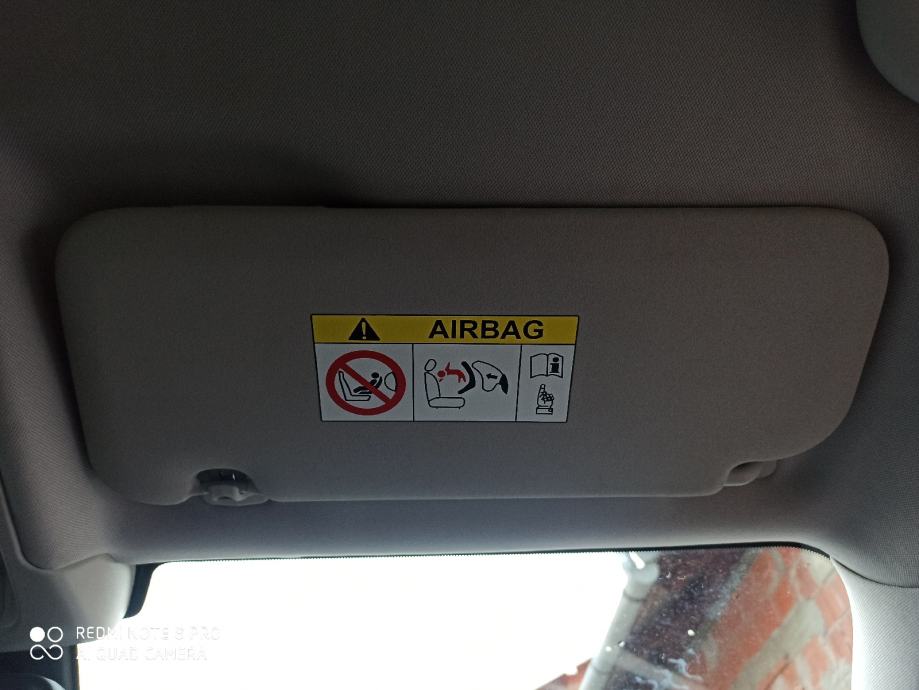 AIRBAG
REDMI NOTE 8 PRO
AI QUAD CAMERA